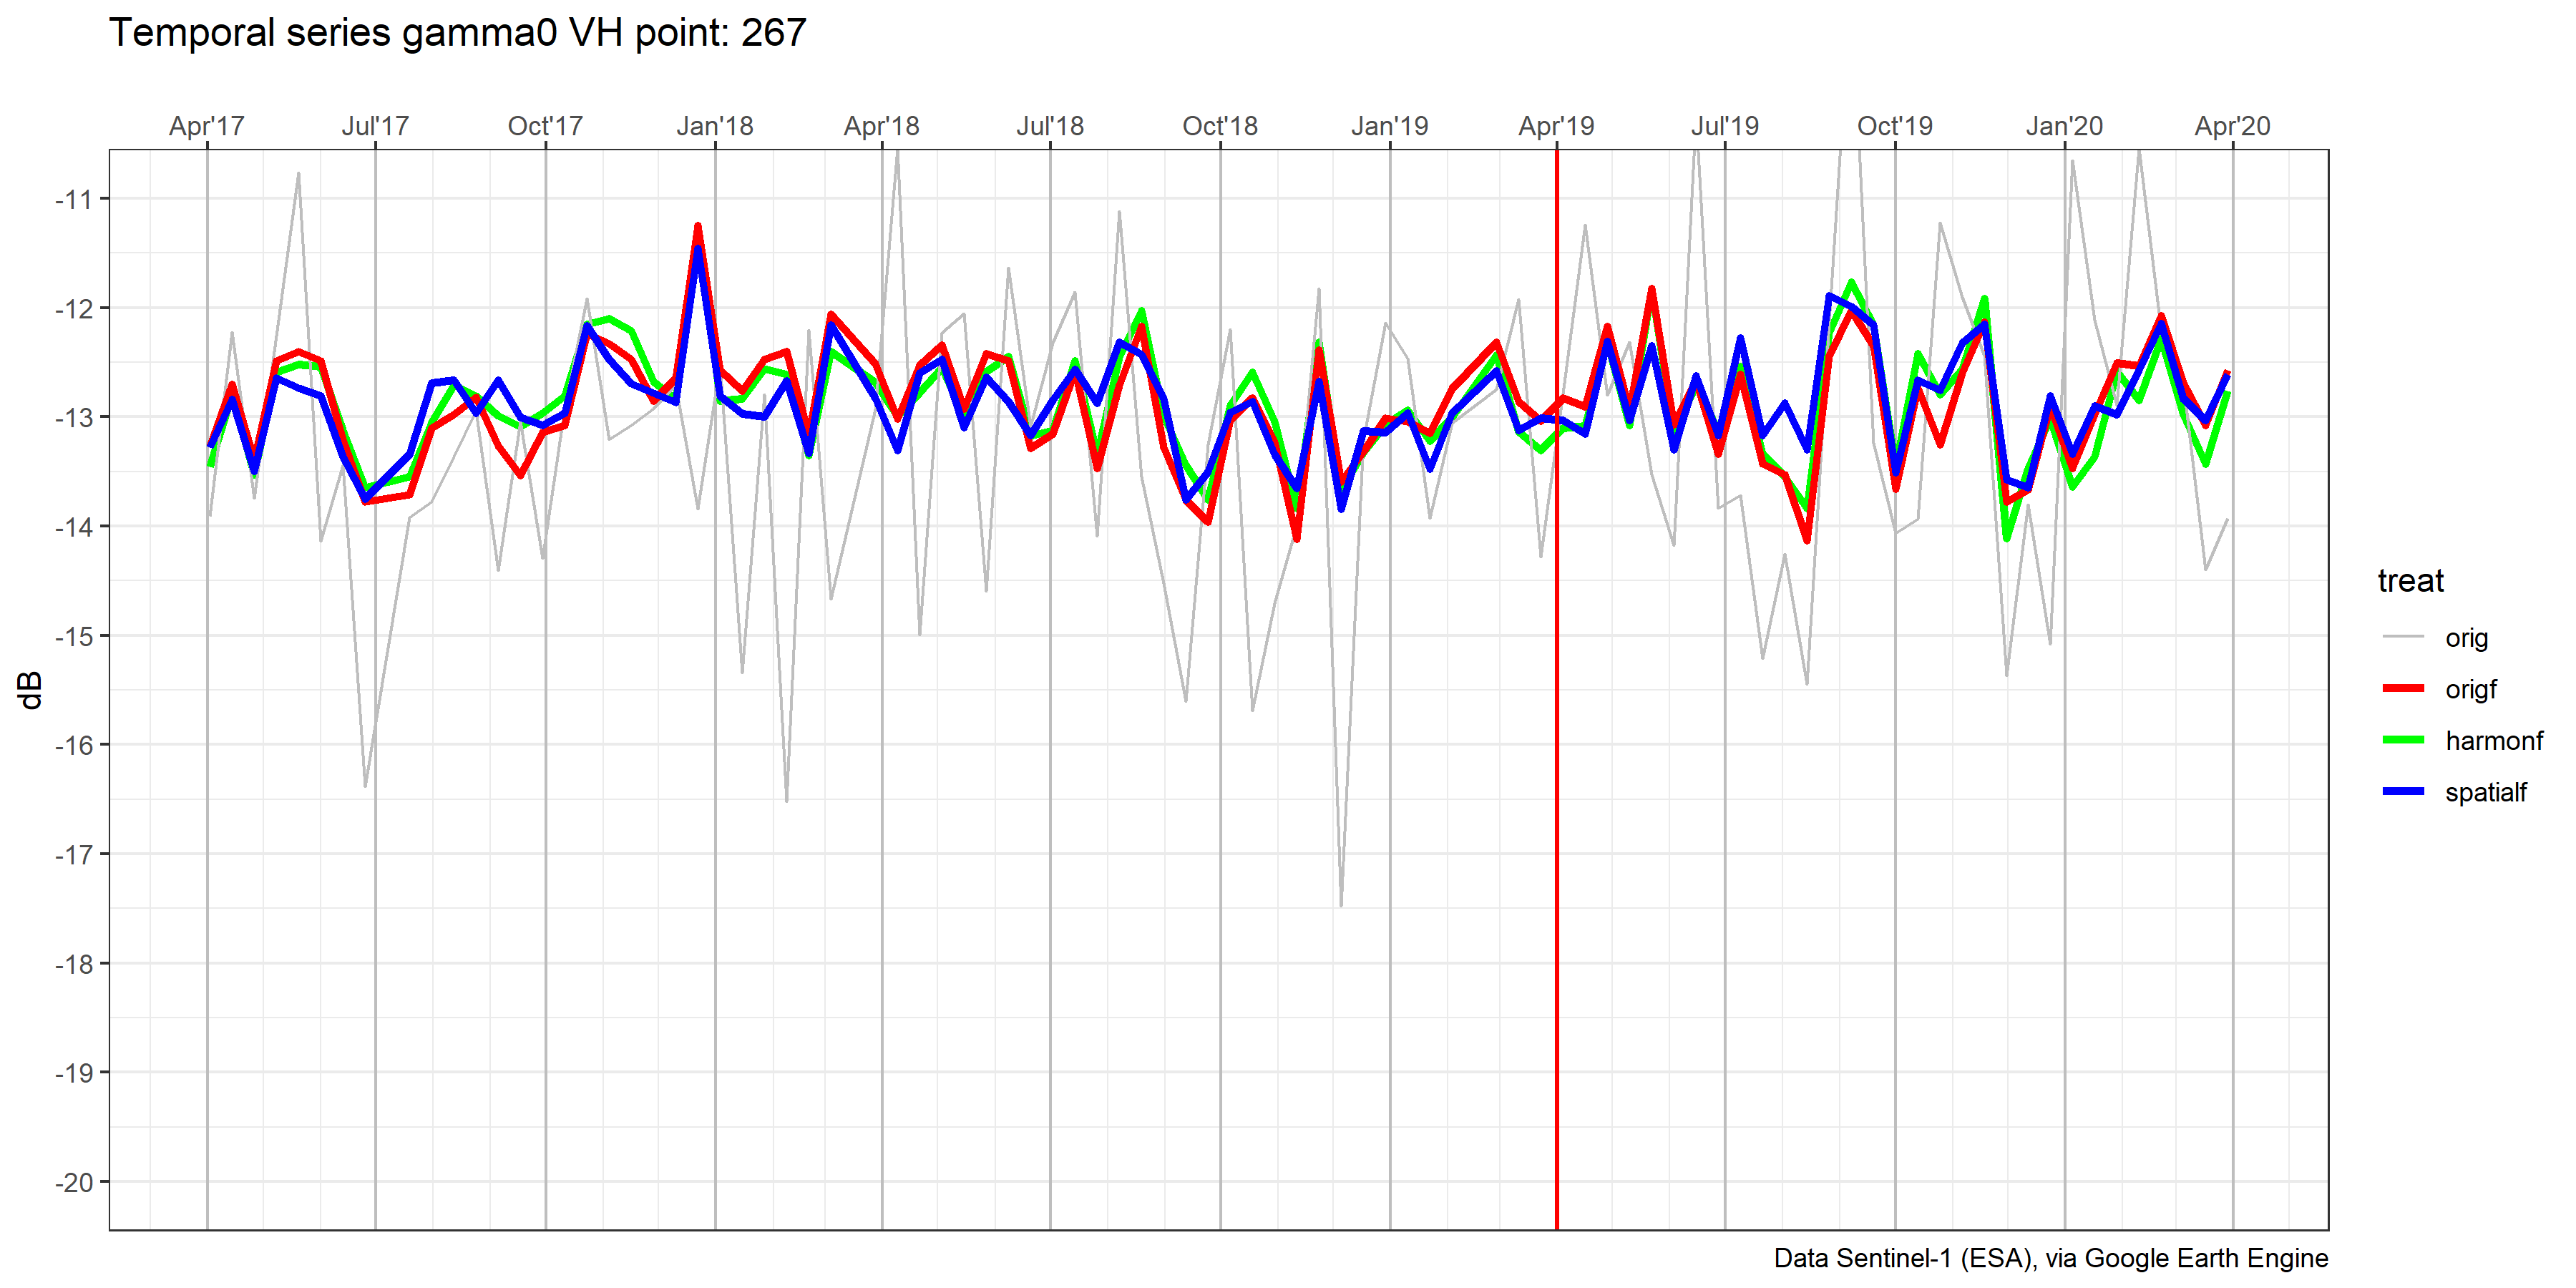 Temporal series gamma0 VH point: 267
Apr'17 Jul'17 Oct'17 Jan'18 Apr'18 Jul'18 Oct'18 Jan'19 Apr'19 Jul'19 Oct'19 Jan'20 Apr'20
-11
-12
-13
-14
-15
-16
-17
-18
-19
-20
dB
treat
orig
origf
harmonf
spatialf
Data Sentinel-1 (ESA), via Google Earth Engine